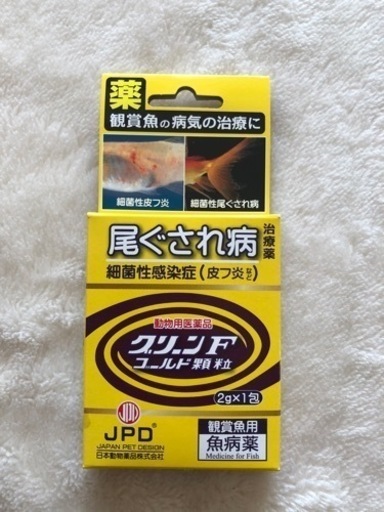 薬
観賞魚の病気の治療に
細菌性皮フ炎
細菌性尾ぐされ病
尾ぐされ病
治療薬
細菌性感染症(皮フ炎など)
動物用医薬品
グリーンF
ゴールド顆粒
(2g×1包)
JPD
JPD®
JAPAN PET DESIGN
日本動物薬品株式会社
観賞魚用
魚病薬
Medicine for Fish